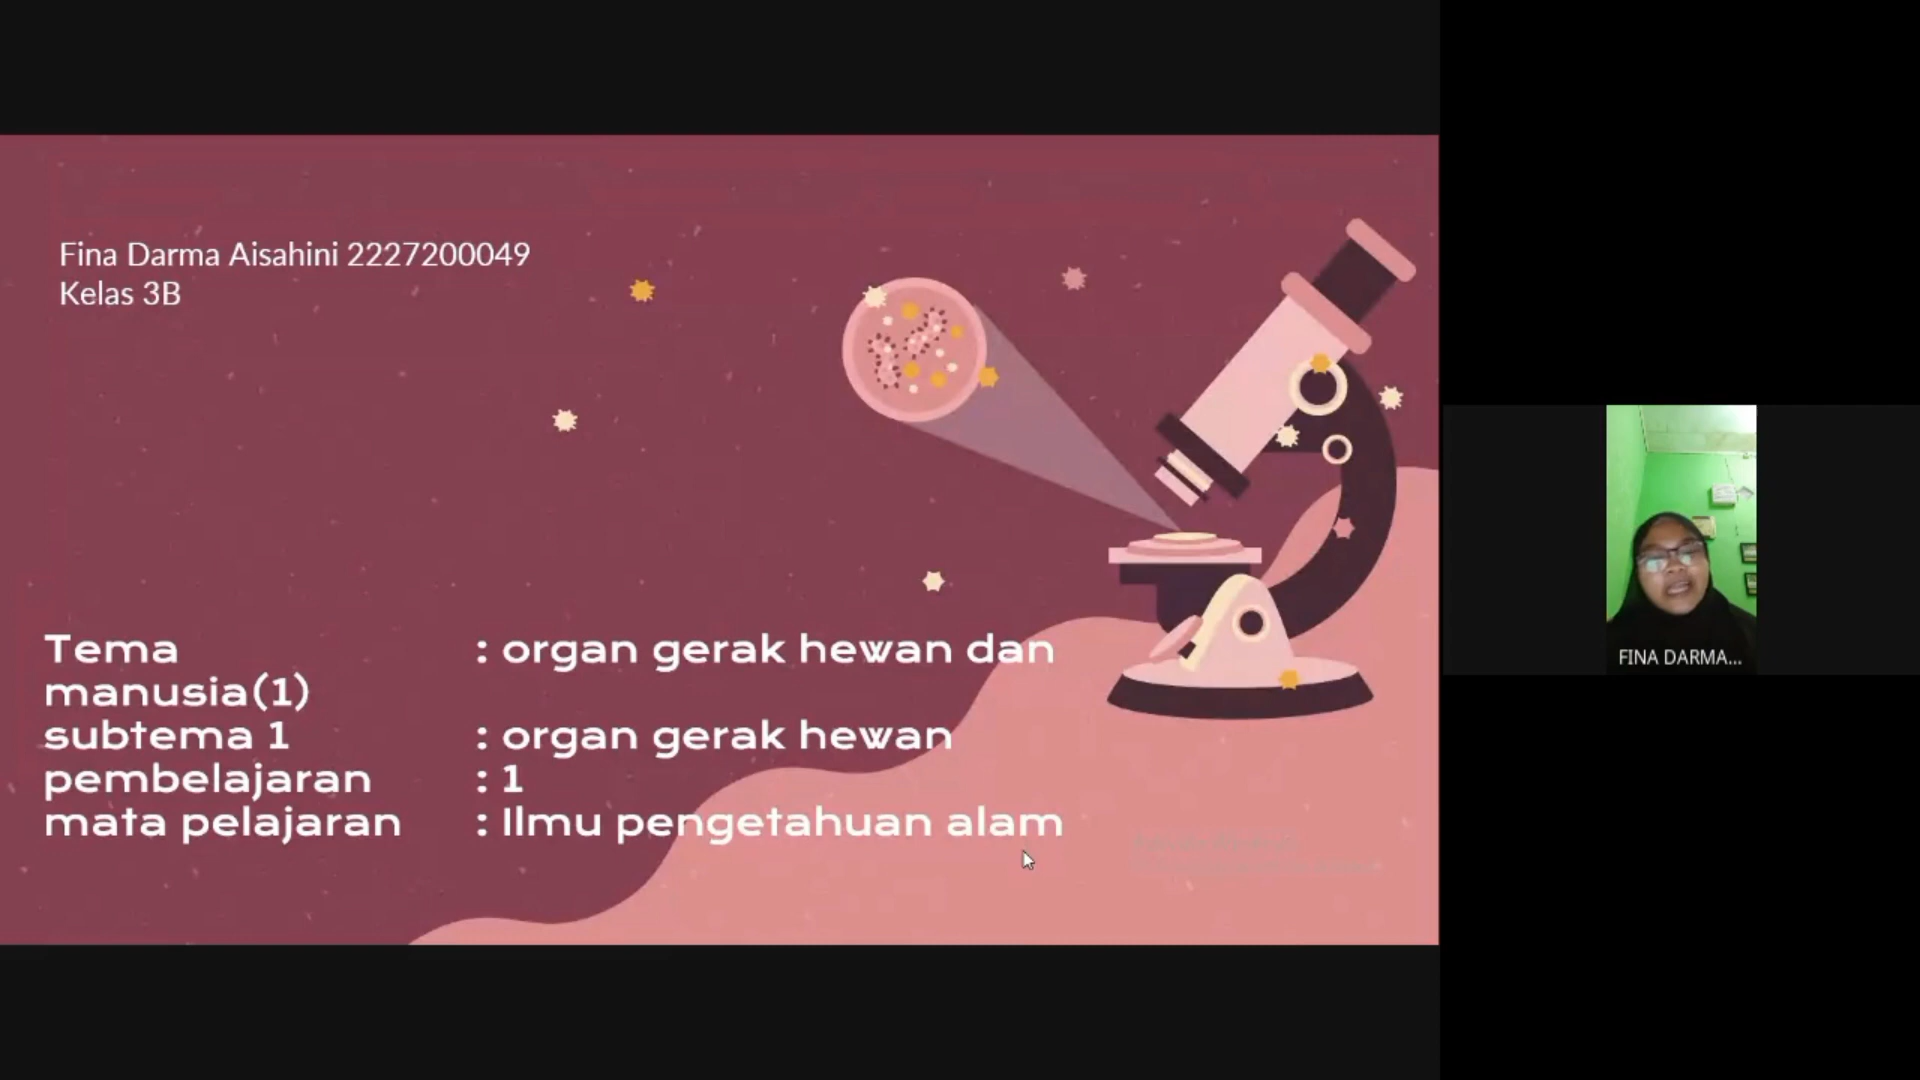 Fina Darma Aisahini 2227200049
Kelas 3B
Tema : organ gerak hewan dan
manusia(1)
subtema 1 : organ gerak hewan
pembelajaran : 1
mata pelajaran : Ilmu pengetahuan alam
FINA DARMA...